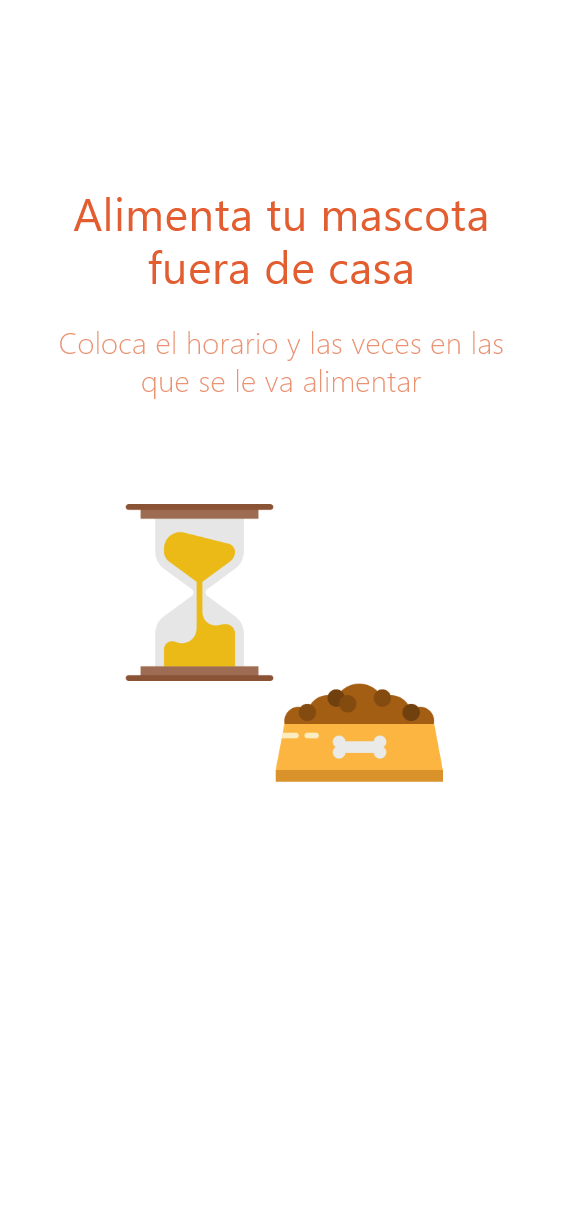 Alimenta tu mascota
fuera de casa
Coloca el horario y las veces en las
que se le va alimentar